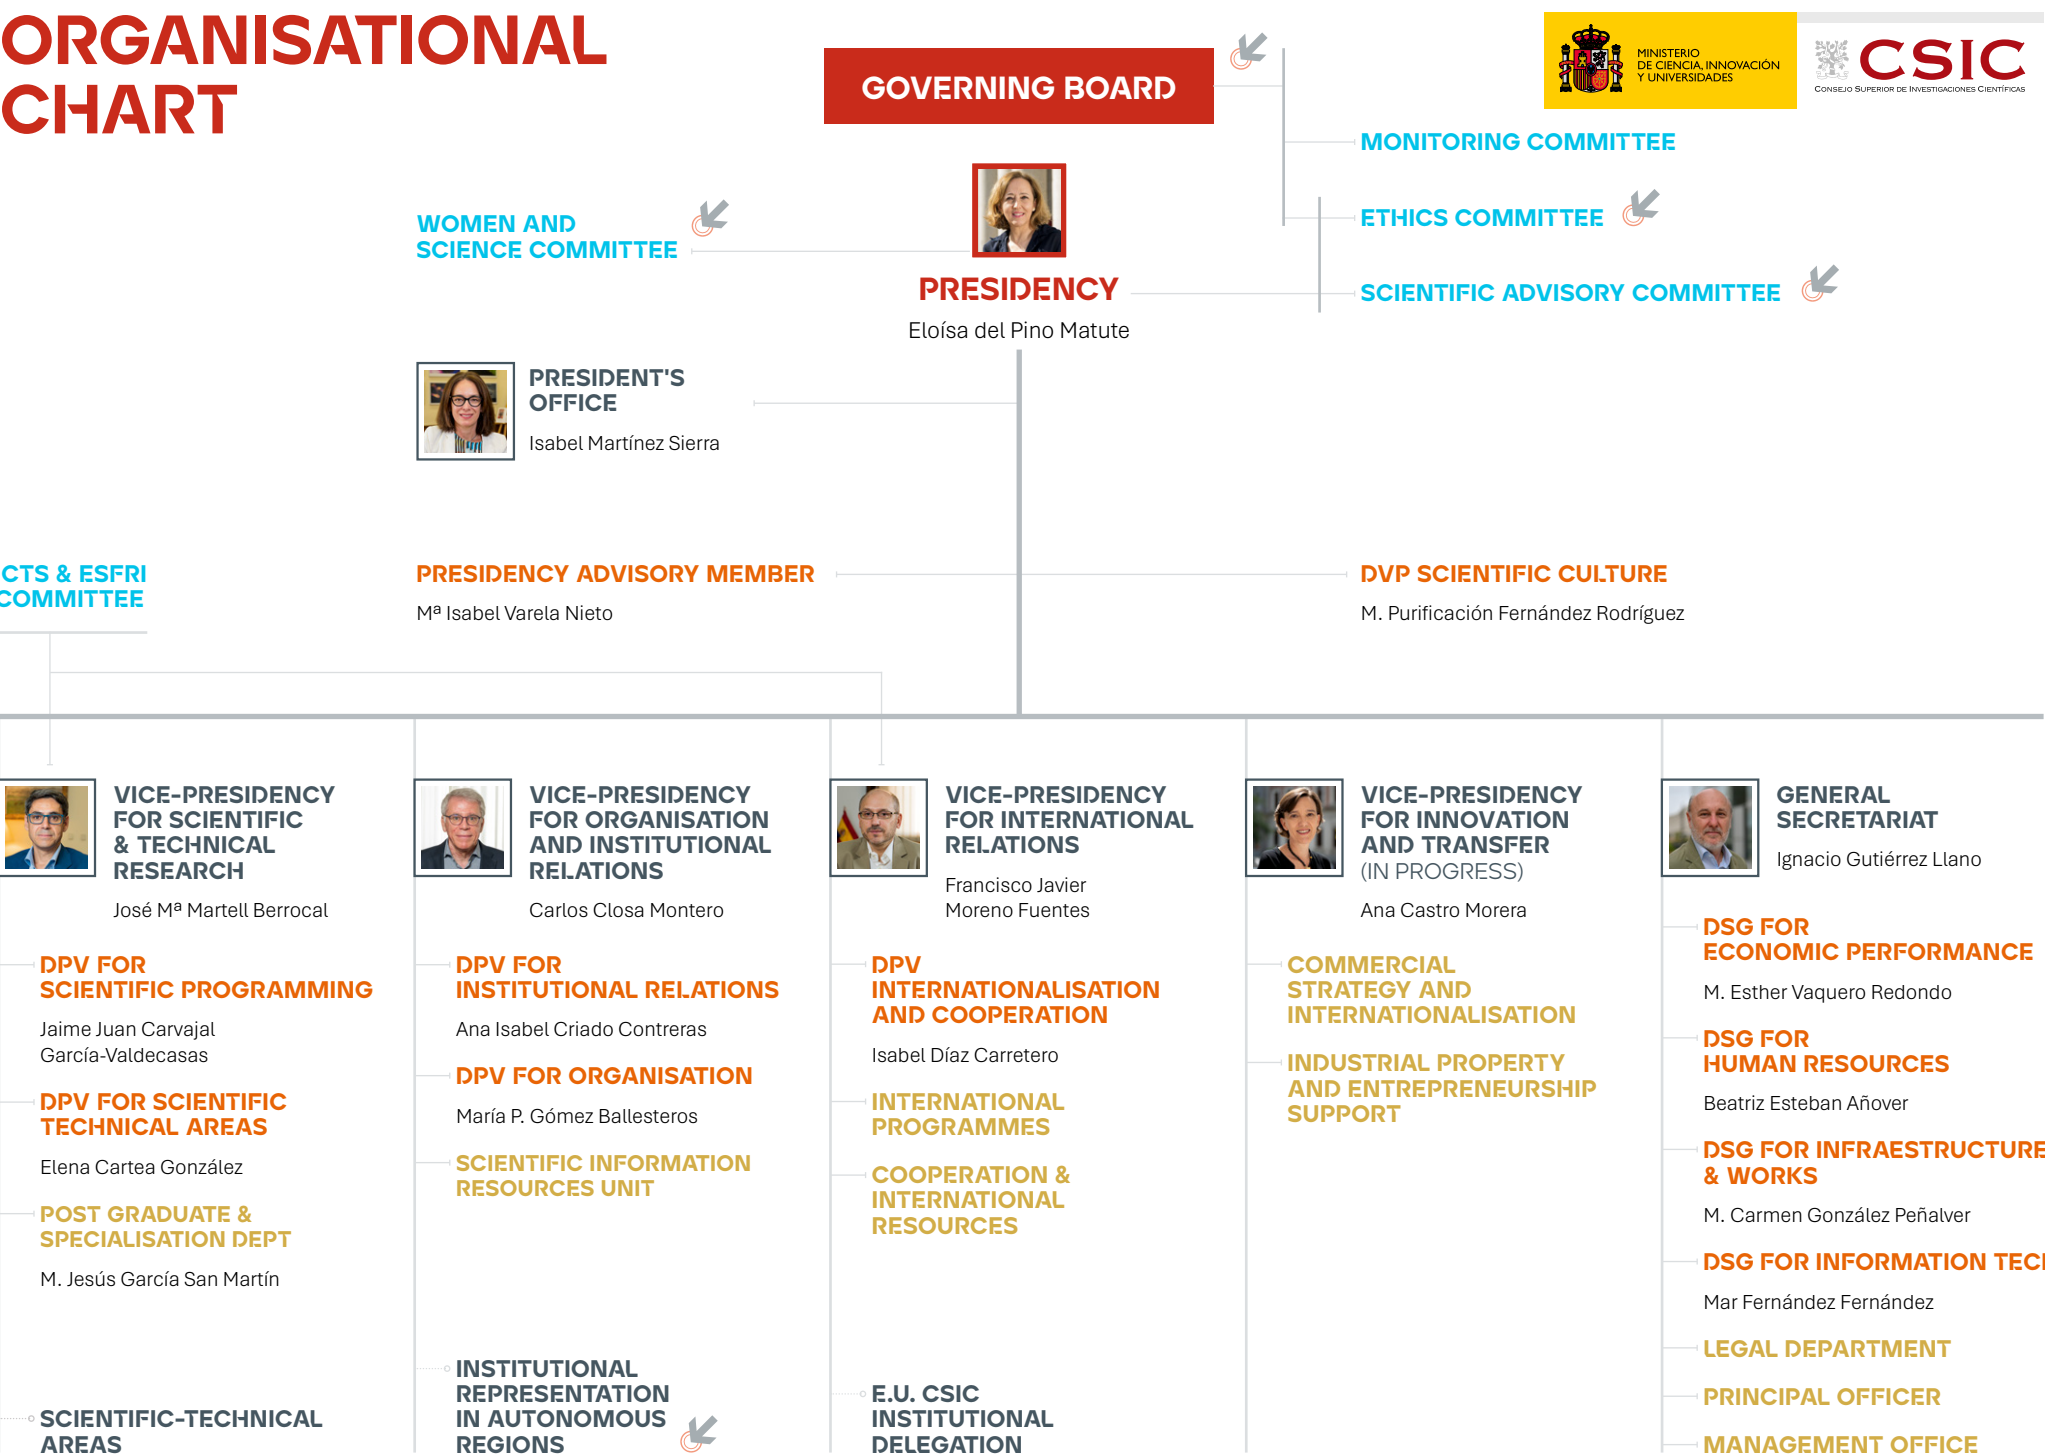 ORGANISATIONAL
CHART
GOVERNING BOARD
MINISTERIO
DE CIENCIA, INNOVACIÓN
Y UNIVERSIDADES
CSIC
CONSEJO SUPERIOR DE INVESTIGACIONES CIENTÍFICAS
MONITORING COMMITTEE
WOMEN AND
SCIENCE COMMITTEE
ETHICS COMMITTEE
PRESIDENCY
Eloísa del Pino Matute
SCIENTIFIC ADVISORY COMMITTEE
PRESIDENT'S
OFFICE
Isabel Martínez Sierra
CTS & ESFRI
COMMITTEE
PRESIDENCY ADVISORY MEMBER
Mª Isabel Varela Nieto
DVP SCIENTIFIC CULTURE
M. Purificación Fernández Rodríguez
VICE-PRESIDENCY
FOR SCIENTIFIC
& TECHNICAL
RESEARCH
José Mª Martell Berrocal
DPV FOR
SCIENTIFIC PROGRAMMING
Jaime Juan Carvajal
García-Valdecasas
DPV FOR SCIENTIFIC
TECHNICAL AREAS
Elena Cartea González
POST GRADUATE &
SPECIALISATION DEPT
M. Jesús García San Martín
SCIENTIFIC-TECHNICAL
AREAS
VICE-PRESIDENCY
FOR ORGANISATION
AND INSTITUTIONAL
RELATIONS
Carlos Closa Montero
DPV FOR
INSTITUTIONAL RELATIONS
Ana Isabel Criado Contreras
DPV FOR ORGANISATION
María P. Gómez Ballesteros
SCIENTIFIC INFORMATION
RESOURCES UNIT
INSTITUTIONAL
REPRESENTATION
IN AUTONOMOUS
REGIONS
VICE-PRESIDENCY
FOR INTERNATIONAL
RELATIONS
Francisco Javier
Moreno Fuentes
DPV
INTERNATIONALISATION
AND COOPERATION
Isabel Díaz Carretero
INTERNATIONAL
PROGRAMMES
COOPERATION &
INTERNATIONAL
RESOURCES
E.U. CSIC
INSTITUTIONAL
DELEGATION
VICE-PRESIDENCY
FOR INNOVATION
AND TRANSFER
(IN PROGRESS)
Ana Castro Morera
COMMERCIAL
STRATEGY AND
INTERNATIONALISATION
INDUSTRIAL PROPERTY
AND ENTREPRENEURSHIP
SUPPORT
GENERAL
SECRETARIAT
Ignacio Gutiérrez Llano
DSG FOR
ECONOMIC PERFORMANCE
M. Esther Vaquero Redondo
DSG FOR
HUMAN RESOURCES
Beatriz Esteban Añover
DSG FOR INFRAESTRUCTURE
& WORKS
M. Carmen González Peñalver
DSG FOR INFORMATION TECH
Mar Fernández Fernández
LEGAL DEPARTMENT
PRINCIPAL OFFICER
MANAGEMENT OFFICE